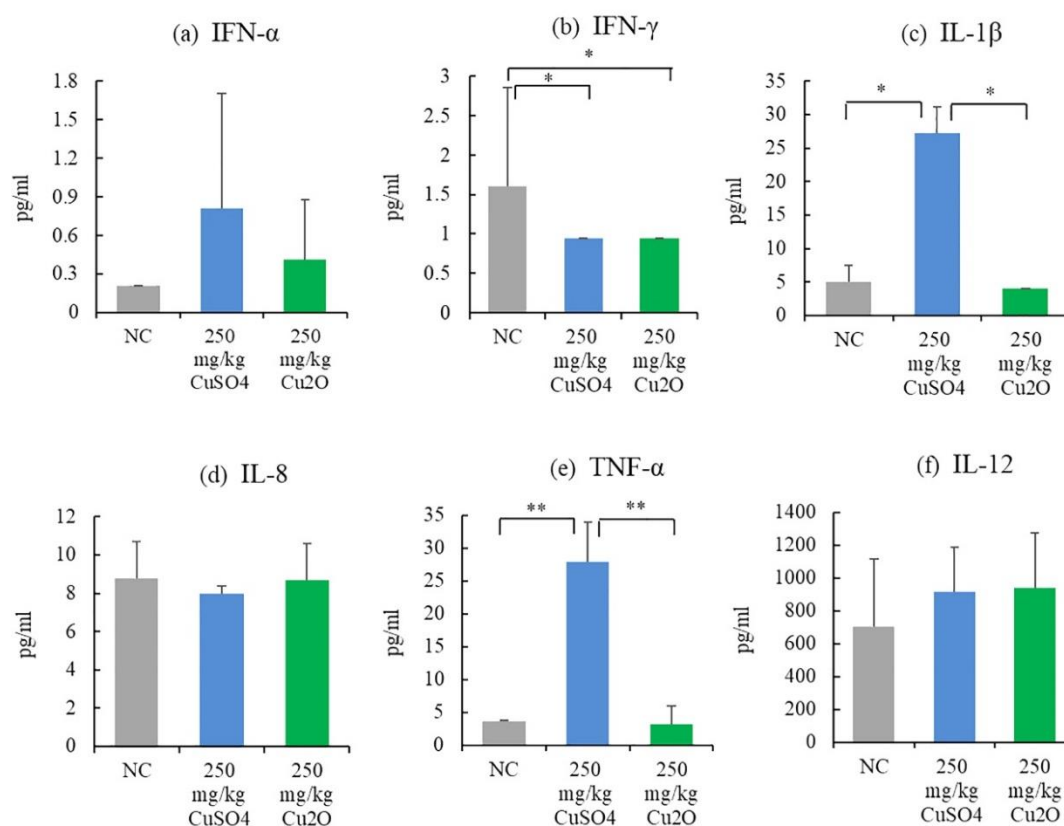 (a) IFN-α
1.8
1.5
1.2
0.9
0.6
0.3
0
pg/ml
NC
250
mg/kg
CuSO4
250
mg/kg
Cu2O
(b) IFN-γ
3
2.5
2
1.5
1
0.5
0
pg/ml
*
*
NC
250
mg/kg
CuSO4
250
mg/kg
Cu2O
(c) IL-1β
35
30
25
20
15
10
5
0
pg/ml
*
*
NC
250
mg/kg
CuSO4
250
mg/kg
Cu2O
(d) IL-8
12
10
8
6
4
2
0
pg/ml
NC
250
mg/kg
CuSO4
250
mg/kg
Cu2O
(e) TNF-α
35
30
25
20
15
10
5
0
pg/ml
**
**
NC
250
mg/kg
CuSO4
250
mg/kg
Cu2O
(f) IL-12
1400
1200
1000
800
600
400
200
0
pg/ml
NC
250
mg/kg
CuSO4
250
mg/kg
Cu2O